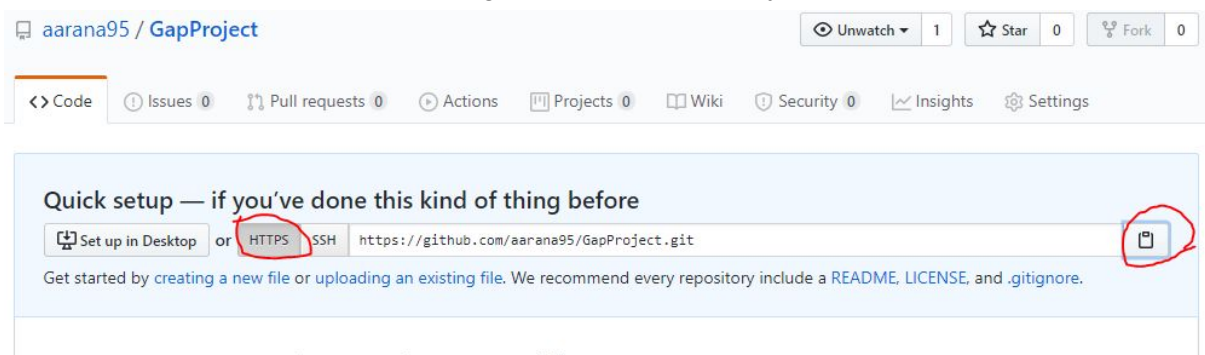 aarana95 / GapProject Unwatch 1 Star 0 Fork 0
Code Issues 0 Pull requests 0 Actions Projects 0 Wiki Security 0 Insights Settings
Quick setup — if you've done this kind of thing before
Set up in Desktop or HTTPS SSH https://github.com/aarana95/GapProject.git
Get started by creating a new file or uploading an existing file. We recommend every repository include a README, LICENSE, and .gitignore.